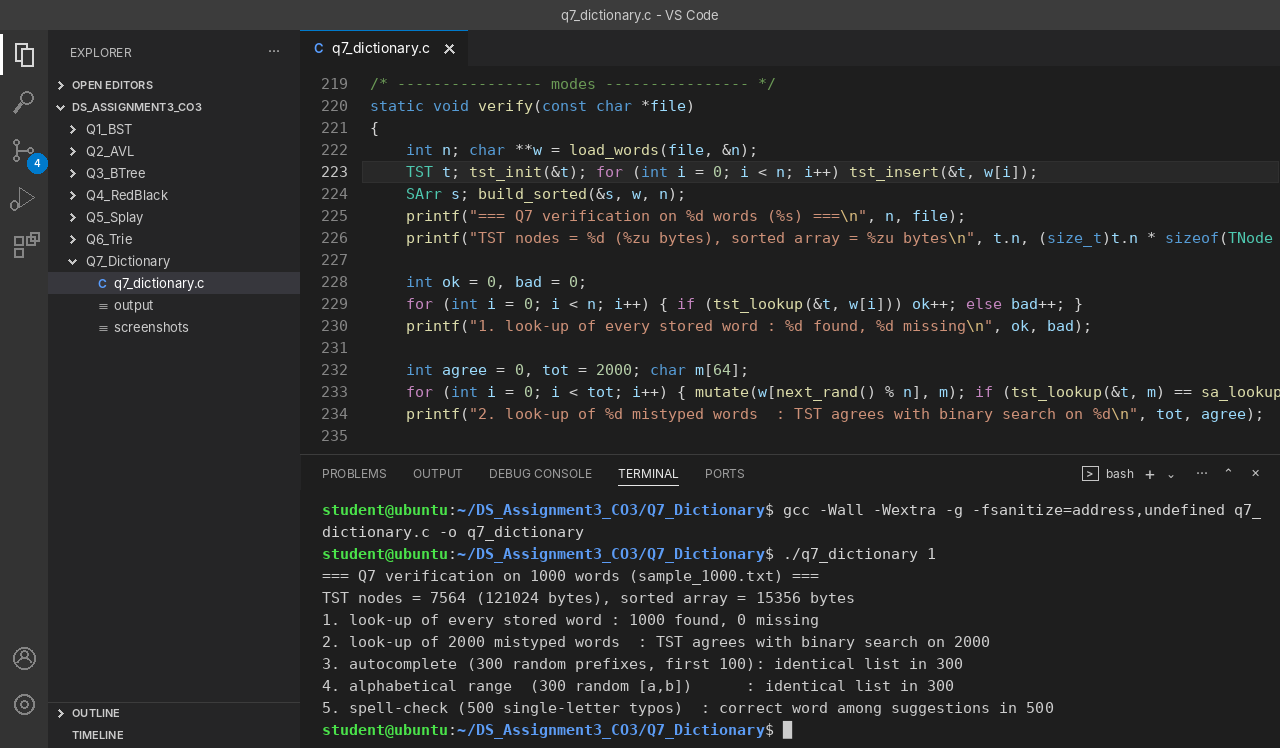 q7_dictionary.c - VS Code
EXPLORER
OPEN EDITORS
DS_ASSIGNMENT3_CO3
Q1_BST
Q2_AVL
Q3_BTree
Q4_RedBlack
Q5_Splay
Q6_Trie
Q7_Dictionary
C q7_dictionary.c
output
screenshots
OUTLINE
TIMELINE
4
C q7_dictionary.c
219 /* ---------------- modes ---------------- */
220 static void verify(const char *file)
221 {
222     int n; char **w = load_words(file, &n);
223     TST t; tst_init(&t); for (int i = 0; i < n; i++) tst_insert(&t, w[i]);
224     SArr s; build_sorted(&s, w, n);
225     printf("=== Q7 verification on %d words (%s) ===\n", n, file);
226     printf("TST nodes = %d (%zu bytes), sorted array = %zu bytes\n", t.n, (size_t)t.n * sizeof(TNode
227
228     int ok = 0, bad = 0;
229     for (int i = 0; i < n; i++) { if (tst_lookup(&t, w[i])) ok++; else bad++; }
230     printf("1. look-up of every stored word : %d found, %d missing\n", ok, bad);
231
232     int agree = 0, tot = 2000; char m[64];
233     for (int i = 0; i < tot; i++) { mutate(w[next_rand() % n], m); if (tst_lookup(&t, m) == sa_lookup
234     printf("2. look-up of %d mistyped words  : TST agrees with binary search on %d\n", tot, agree);
235
PROBLEMS OUTPUT DEBUG CONSOLE TERMINAL PORTS
bash
student@ubuntu:~/DS_Assignment3_CO3/Q7_Dictionary$ gcc -Wall -Wextra -g -fsanitize=address,undefined q7_
dictionary.c -o q7_dictionary
student@ubuntu:~/DS_Assignment3_CO3/Q7_Dictionary$ ./q7_dictionary 1
=== Q7 verification on 1000 words (sample_1000.txt) ===
TST nodes = 7564 (121024 bytes), sorted array = 15356 bytes
1. look-up of every stored word : 1000 found, 0 missing
2. look-up of 2000 mistyped words  : TST agrees with binary search on 2000
3. autocomplete (300 random prefixes, first 100): identical list in 300
4. alphabetical range  (300 random [a,b])      : identical list in 300
5. spell-check (500 single-letter typos)  : correct word among suggestions in 500
student@ubuntu:~/DS_Assignment3_CO3/Q7_Dictionary$